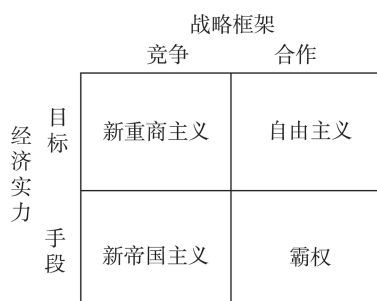 战略框架
竞争 合作
经济实力
目标
新重商主义 自由主义
手段
新帝国主义 霸权